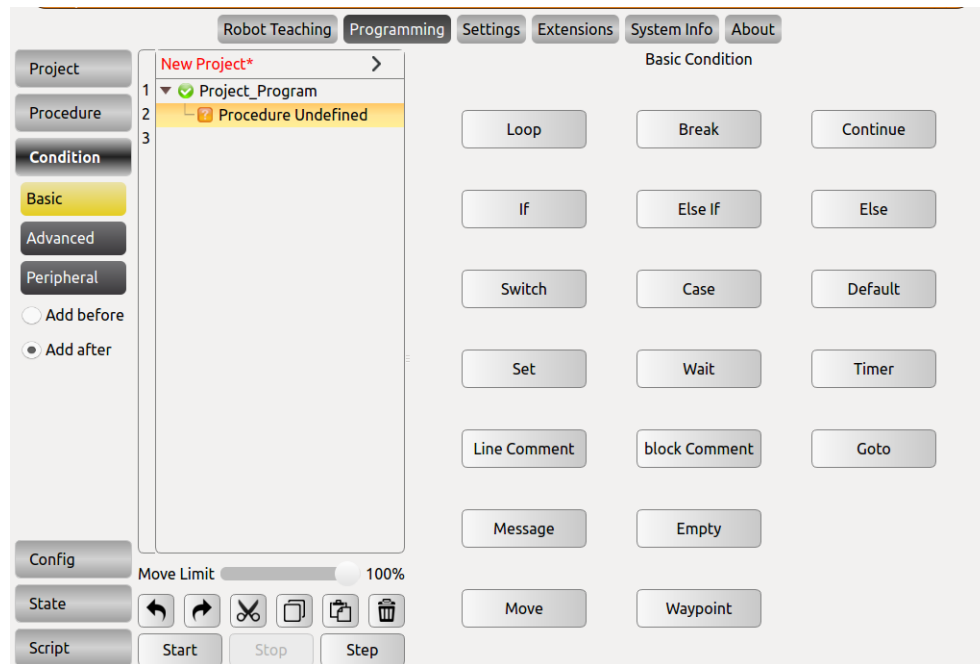 Robot Teaching Programming Settings Extensions System Info About
Project
Procedure
Condition
Basic
Advanced
Peripheral
Add before
Add after
Config
State
Script
New Project*
1 Project_Program
2 Procedure Undefined
3
Move Limit 100%
Start Stop Step
Basic Condition
Loop Break Continue
If Else If Else
Switch Case Default
Set Wait Timer
Line Comment block Comment Goto
Message Empty
Move Waypoint